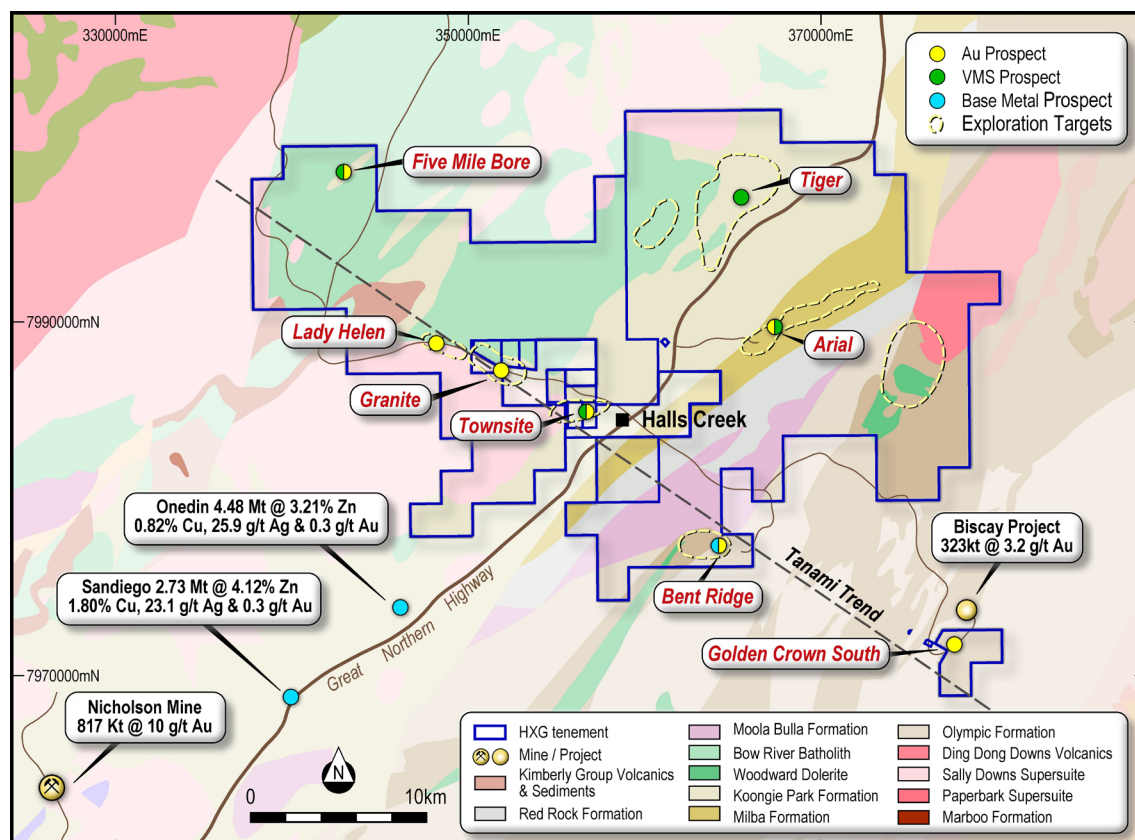 330000mE
350000mE
370000mE
Au Prospect
VMS Prospect
Base Metal Prospect
Exploration Targets
Five Mile Bore
Tiger
7990000mN
Lady Helen
Arial
Granite
Townsite
Halls Creek
Onedin 4.48 Mt @ 3.21% Zn
0.82% Cu, 25.9 g/t Ag & 0.3 g/t Au
Biscay Project
323kt @ 3.2 g/t Au
Sandiego 2.73 Mt @ 4.12% Zn
1.80% Cu, 23.1 g/t Ag & 0.3 g/t Au
Bent Ridge
Tanami Trend
Great Northern Highway
Golden Crown South
7970000mN
Nicholson Mine
817 Kt @ 10 g/t Au
N
0 10km
HXG tenement
Mine / Project
Kimberly Group Volcanics
& Sediments
Red Rock Formation
Moola Bulla Formation
Bow River Batholith
Woodward Dolerite
Koongie Park Formation
Milba Formation
Olympic Formation
Ding Dong Downs Volcanics
Sally Downs Supersuite
Paperbark Supersuite
Marboo Formation